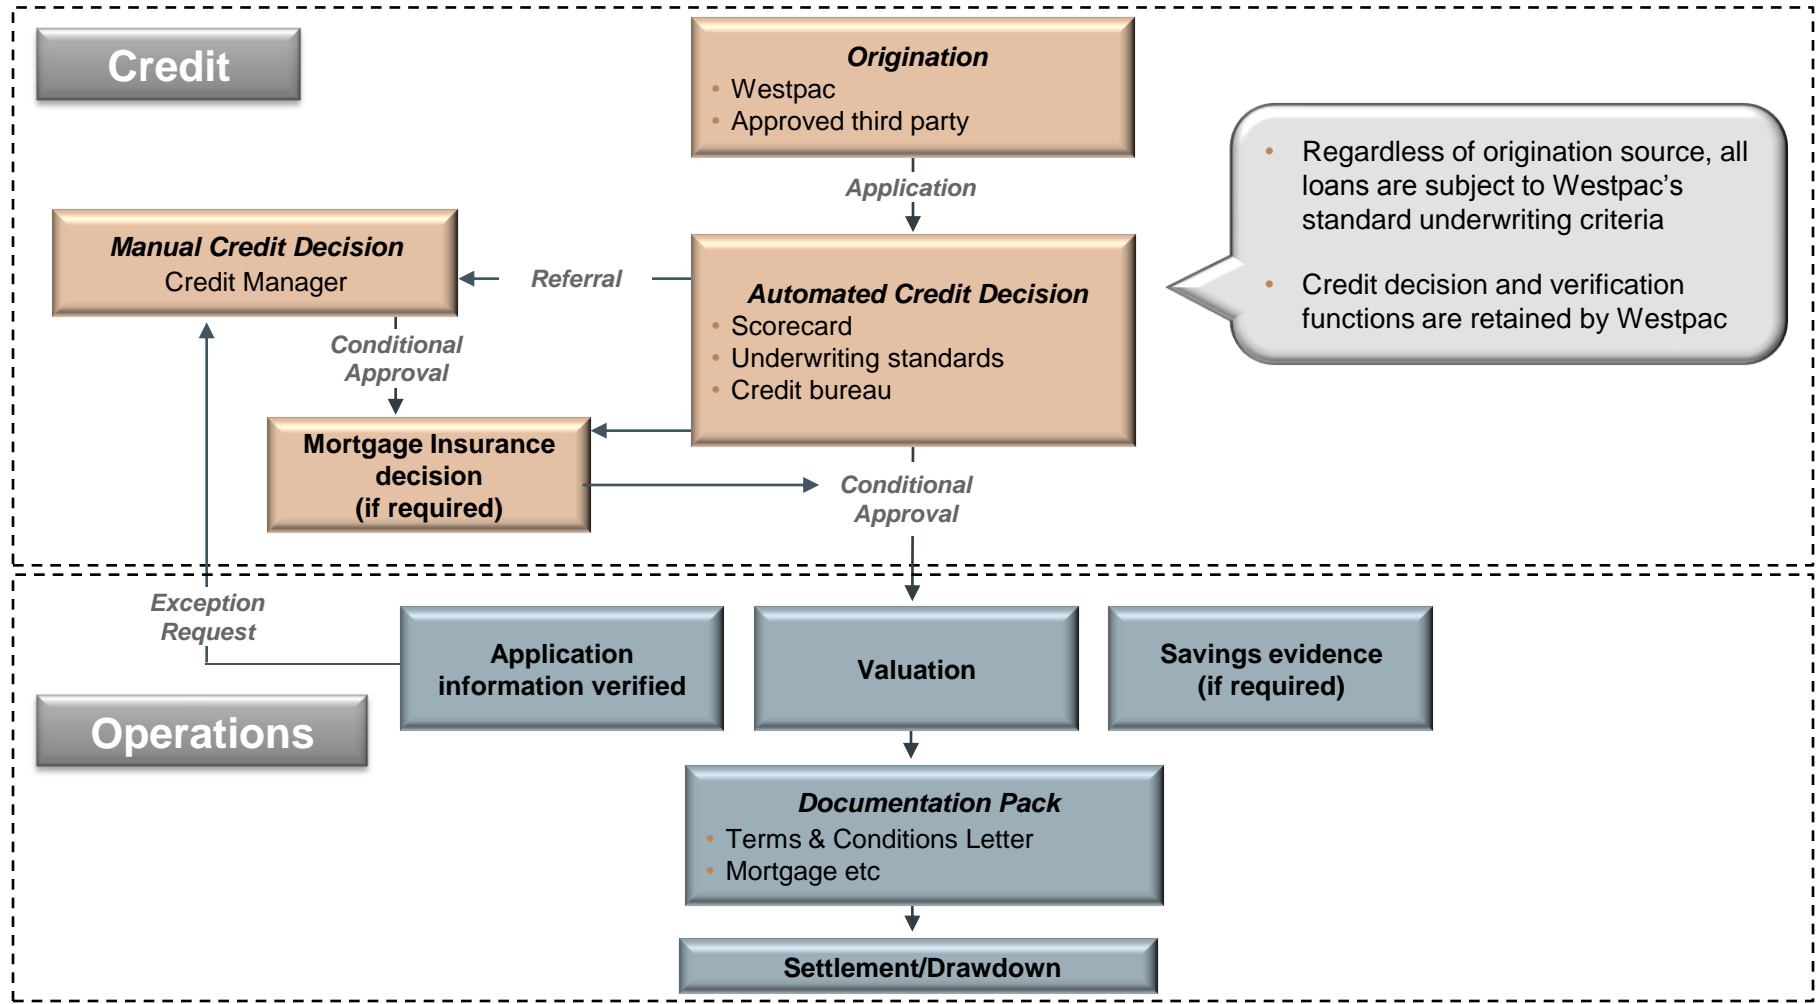 Credit
Origination
• Westpac
• Approved third party
Application
• Regardless of origination source, all
loans are subject to Westpac’s
standard underwriting criteria
• Credit decision and verification
functions are retained by Westpac
Manual Credit Decision
Credit Manager
Referral
Automated Credit Decision
• Scorecard
• Underwriting standards
• Credit bureau
Conditional
Approval
Mortgage Insurance
decision
(if required)
Conditional
Approval
Exception
Request
Application
information verified
Valuation
Savings evidence
(if required)
Operations
Documentation Pack
• Terms & Conditions Letter
• Mortgage etc
Settlement/Drawdown